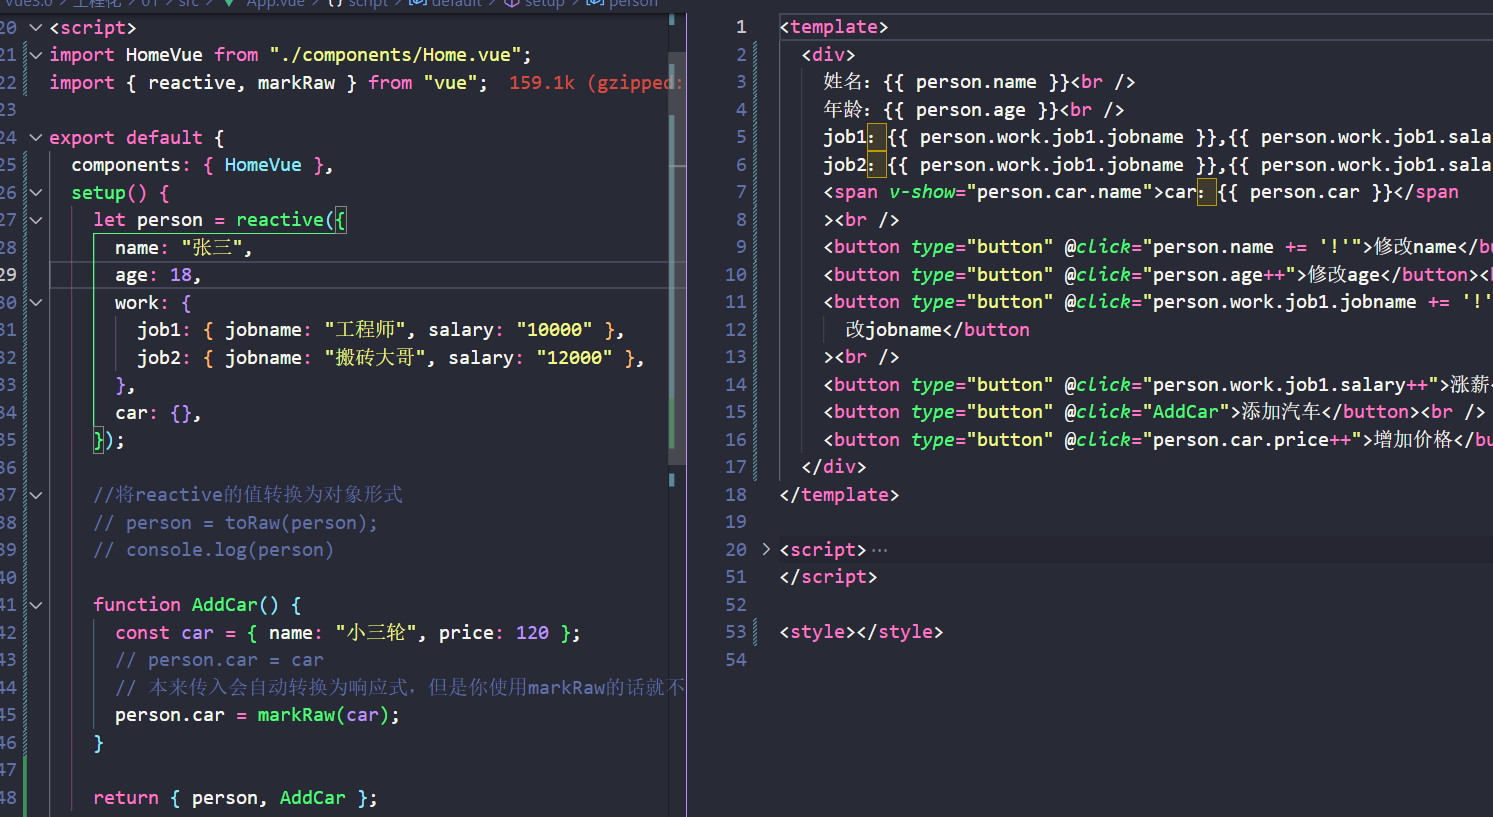 vue3.0 > 工程化 > 01 > src > App.vue > script > default > setup > person
20 <script>
21 import HomeVue from "./components/Home.vue";
22 import { reactive, markRaw } from "vue"; 159.1k (gzipped:
23
24 export default {
25 components: { HomeVue },
26 setup() {
27 let person = reactive({
28 name: "张三",
29 age: 18,
30 work: {
31 job1: { jobname: "工程师", salary: "10000" },
32 job2: { jobname: "搬砖大哥", salary: "12000" },
33 },
34 car: {},
35 });
36
37 //将reactive的值转换为对象形式
38 // person = toRaw(person);
39 // console.log(person)
40
41 function AddCar() {
42 const car = { name: "小三轮", price: 120 };
43 // person.car = car
44 // 本来传入会自动转换为响应式，但是你使用markRaw的话就不
45 person.car = markRaw(car);
46 }
47
48 return { person, AddCar };
1 <template>
2 <div>
3 姓名：{{ person.name }}<br />
4 年龄：{{ person.age }}<br />
5 job1：{{ person.work.job1.jobname }},{{ person.work.job1.sala
6 job2：{{ person.work.job1.jobname }},{{ person.work.job1.sala
7 <span v-show="person.car.name">car：{{ person.car }}</span
8 ><br />
9 <button type="button" @click="person.name += '!'">修改name</bu
10 <button type="button" @click="person.age++">修改age</button><b
11 <button type="button" @click="person.work.job1.jobname += '!'
12 改jobname</button
13 ><br />
14 <button type="button" @click="person.work.job1.salary++">涨薪<
15 <button type="button" @click="AddCar">添加汽车</button><br />
16 <button type="button" @click="person.car.price++">增加价格</bu
17 </div>
18 </template>
19
20 <script>…
51 </script>
52
53 <style></style>
54